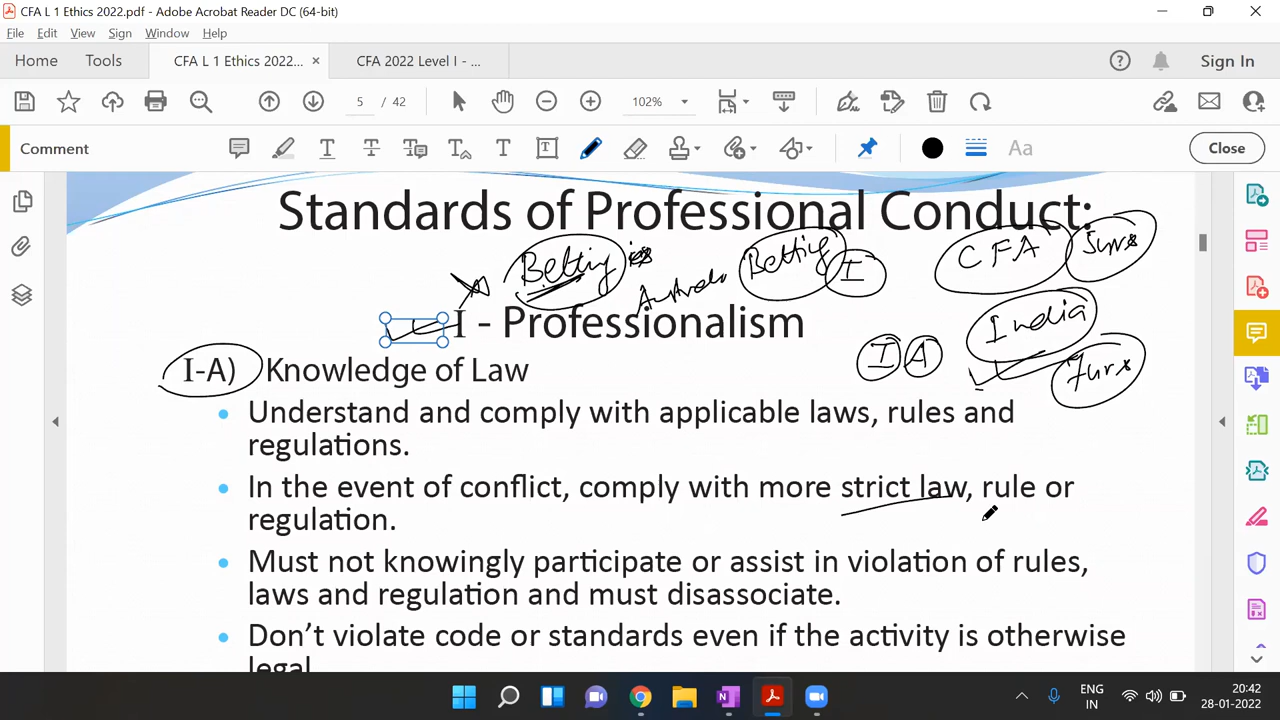 CFA L 1 Ethics 2022.pdf - Adobe Acrobat Reader DC (64-bit)
File Edit View Sign Window Help
Home Tools CFA L 1 Ethics 2022... × CFA 2022 Level I - ... Sign In
5 / 42 102%
Comment Close
Standards of Professional Conduct:
Betting is Betting I CFA 5yrs
I - Professionalism
India
I A 7yrs
I-A) Knowledge of Law
Understand and comply with applicable laws, rules and
regulations.
In the event of conflict, comply with more strict law, rule or
regulation.
Must not knowingly participate or assist in violation of rules,
laws and regulation and must disassociate.
Don't violate code or standards even if the activity is otherwise
legal
ENG
IN
20:42
28-01-2022